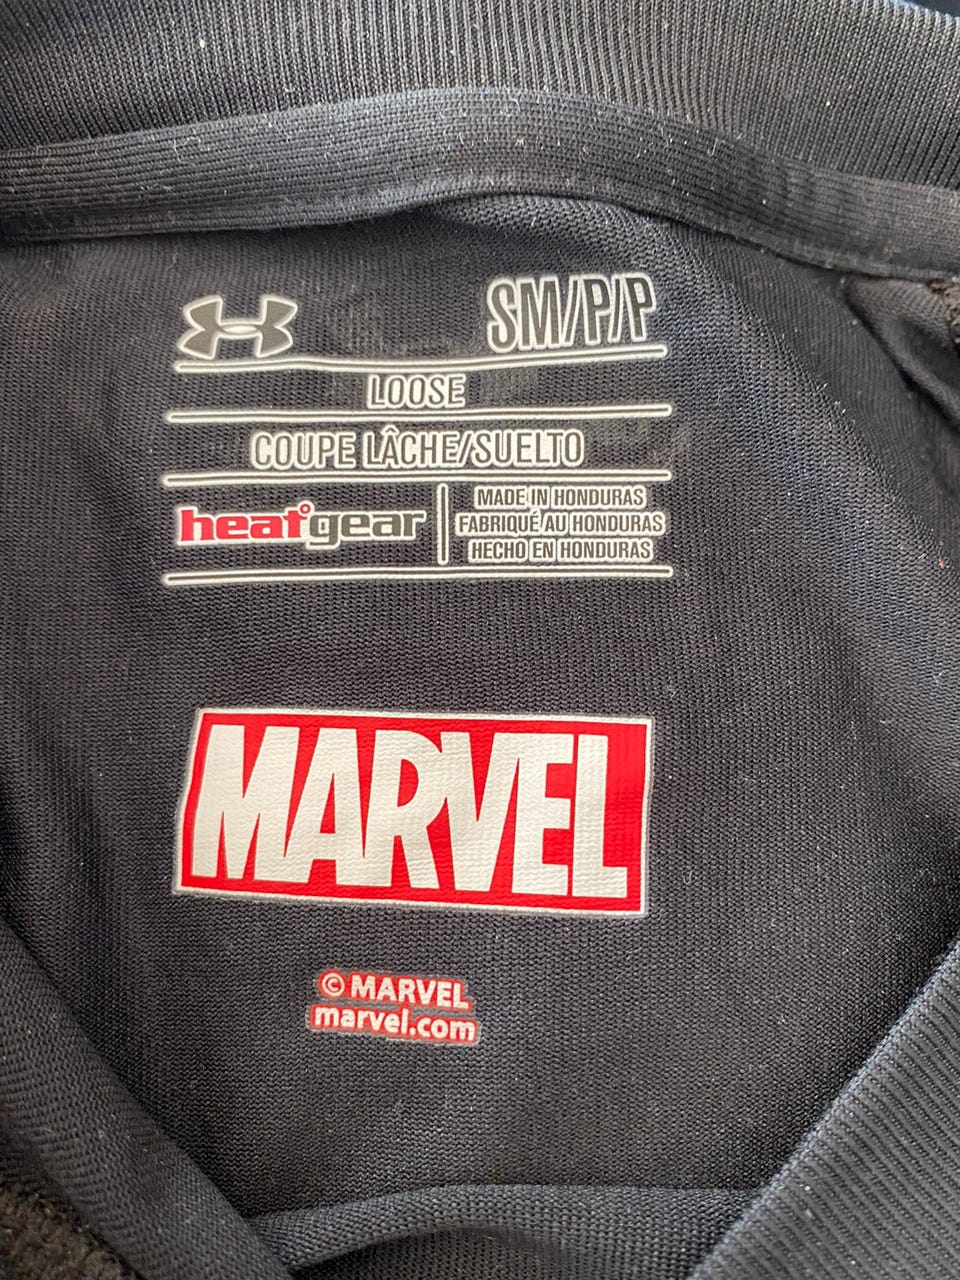 SM/P/P
LOOSE
COUPE LÂCHE/SUELTO
heatgear
MADE IN HONDURAS
FABRIQUÉ AU HONDURAS
HECHO EN HONDURAS
MARVEL
© MARVEL
marvel.com